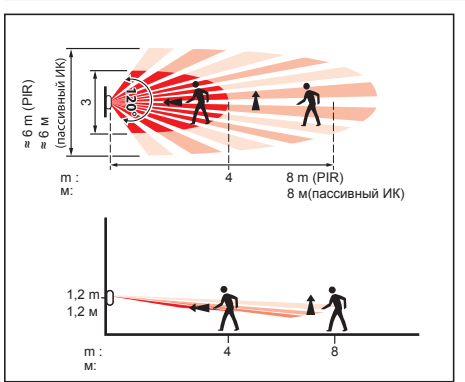 ≈ 6 m (PIR)
≈ 6 м
(пассивный ИК)
3
120°
m : 4 8 m (PIR)
м: 8 м(пассивный ИК)
1,2 m
1,2 м
m : 4 8
м: